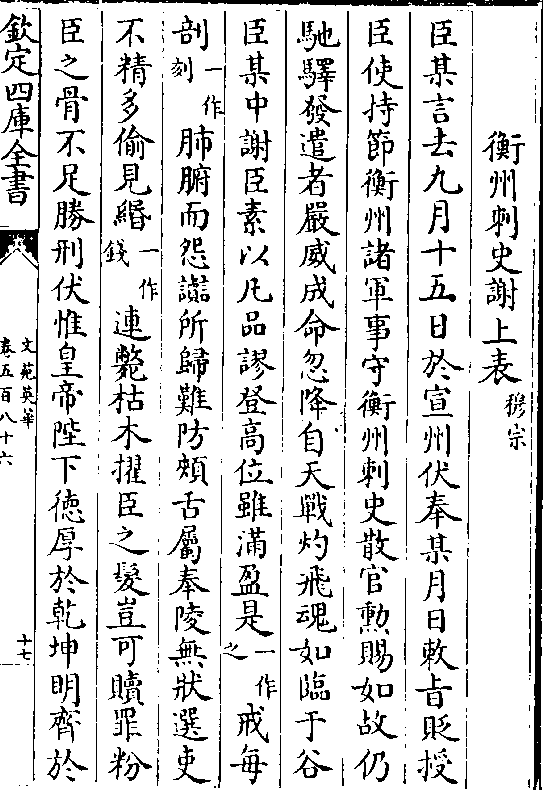 衡州刺史謝上表穆宗
臣某言去九月十五日於宣州伏奉某月日敕旨貶授
臣使持節衡州諸軍事守衡州刺史散官勲賜如故仍
馳驛發遣者嚴威成命忽降自天戰灼飛魂如臨于谷
臣某中謝臣素以凡品謬登高位雖滿盈是一作之戒每
剖一作刻肺腑而怨讟所歸難防頰舌屬奉陵無狀選吏
不精多偷見緡一作錢連斃枯木擢臣之髮豈可贖罪粉
臣之骨不足勝刑伏惟皇帝陛下德厚於乾坤明齊於
欽定四庫全書
文苑英華
卷五百八十六
十七